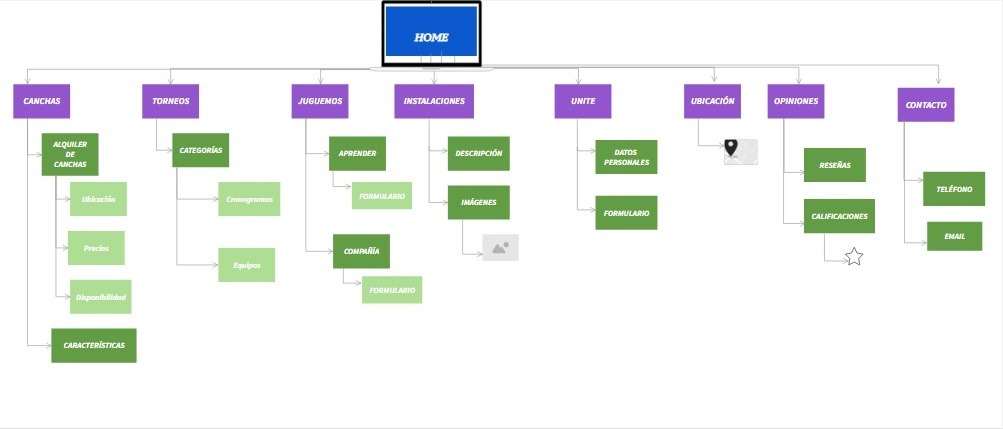 HOME
CANCHAS
TORNEOS
JUGUEMOS
INSTALACIONES
UNITE
UBICACIÓN
OPINIONES
CONTACTO
ALQUILER
DE
CANCHAS
Ubicación
Precios
Disponibilidad
CARACTERÍSTICAS
CATEGORÍAS
Cronogramas
Equipos
APRENDER
FORMULARIO
COMPAÑÍA
FORMULARIO
DESCRIPCIÓN
IMÁGENES
DATOS
PERSONALES
FORMULARIO
RESEÑAS
CALIFICACIONES
TELÉFONO
EMAIL